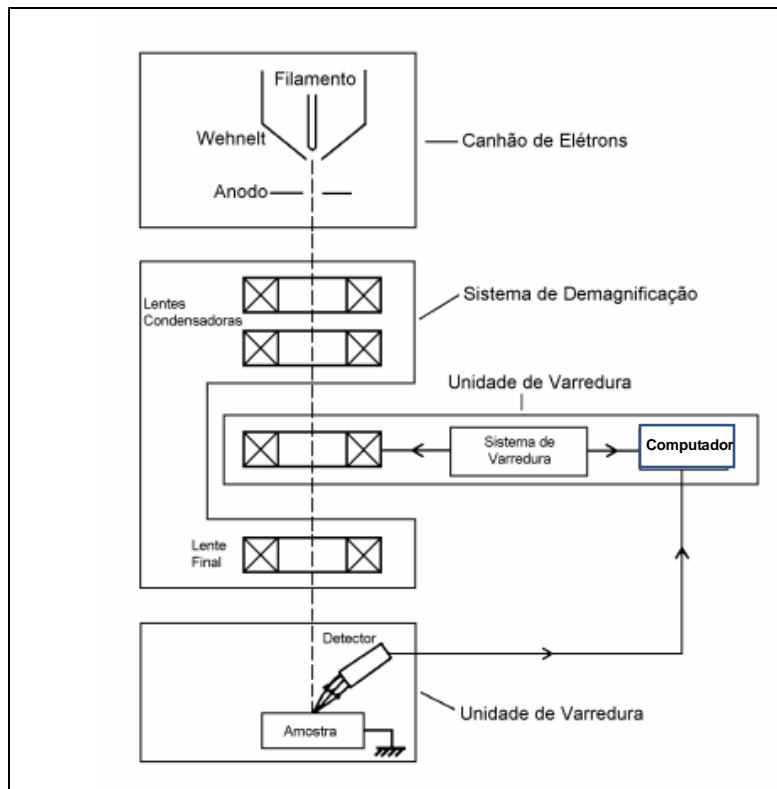 Filamento
Wehnelt
Canhão de Elétrons
Anodo
Lentes
Condensadoras
Sistema de Demagnificação
Unidade de Varredura
Sistema de
Varredura
Computador
Lente
Final
Detector
Unidade de Varredura
Amostra